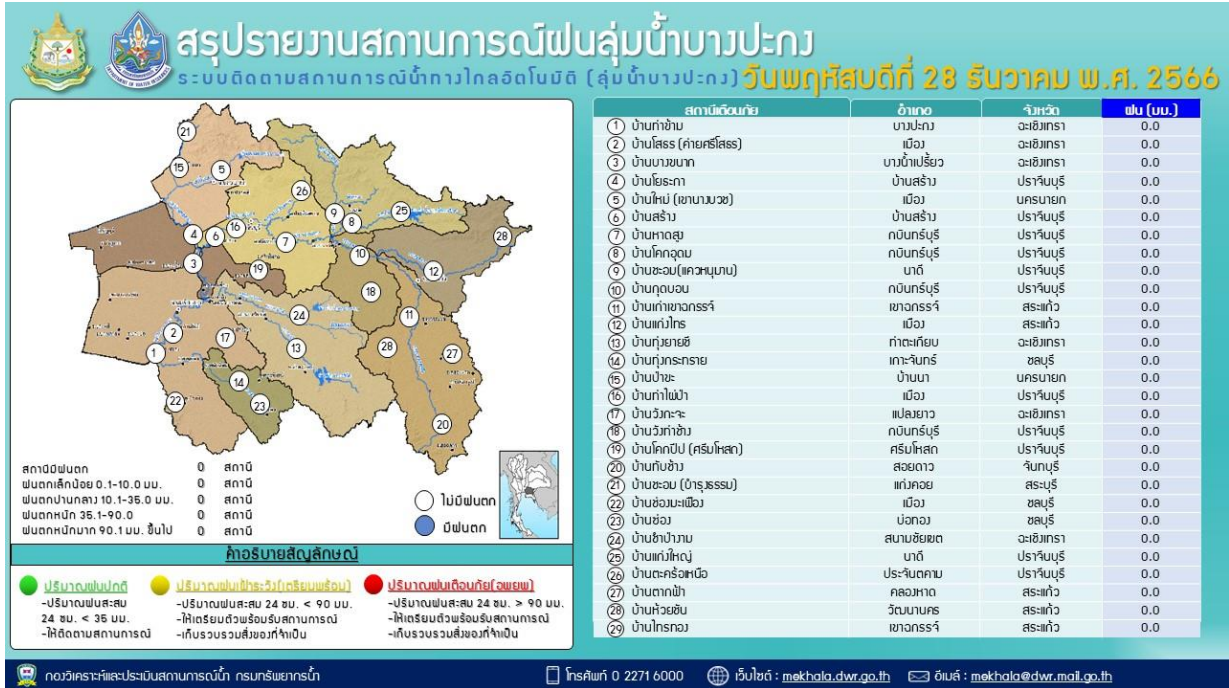 สรุปรายงานสถานการณ์ฝนลุ่มน้ำบางปะกง
ระบบติดตามสถานการณ์น้ำทางไกลอัตโนมัติ (ลุ่มน้ำบางปะกง) วันพฤหัสบดีที่ 28 ธันวาคม พ.ศ. 2566
สถานีมีฝนตก 0 สถานี
ฝนตกเล็กน้อย 0.1-10.0 มม. 0 สถานี
ฝนตกปานกลาง 10.1-35.0 มม. 0 สถานี
ฝนตกหนัก 35.1-90.0 0 สถานี
ฝนตกหนักมาก 90.1 มม. ขึ้นไป 0 สถานี
ไม่มีฝนตก
มีฝนตก
คำอธิบายสัญลักษณ์
ปริมาณฝนปกติ
-ปริมาณฝนสะสม
24 ชม. < 35 มม.
-ให้ติดตามสถานการณ์
ปริมาณฝนเฝ้าระวัง(เตรียมพร้อม)
-ปริมาณฝนสะสม 24 ชม. < 90 มม.
-ให้เตรียมตัวพร้อมรับสถานการณ์
-เก็บรวบรวมสิ่งของที่จำเป็น
ปริมาณฝนเตือนภัย(อพยพ)
-ปริมาณฝนสะสม 24 ชม. > 90 มม.
-ให้เตรียมตัวพร้อมรับสถานการณ์
-เก็บรวบรวมสิ่งของที่จำเป็น
สถานีเตือนภัย อำเภอ จังหวัด ฝน (มม.)
1 บ้านท่าข้าม บางปะกง ฉะเชิงเทรา 0.0
2 บ้านโสธร (ค่ายศรีโสธร) เมือง ฉะเชิงเทรา 0.0
3 บ้านบางขนาก บางน้ำเปรี้ยว ฉะเชิงเทรา 0.0
4 บ้านโยธะกา บ้านสร้าง ปราจีนบุรี 0.0
5 บ้านใหม่ (เขานางบวช) เมือง นครนายก 0.0
6 บ้านสร้าง บ้านสร้าง ปราจีนบุรี 0.0
7 บ้านหาดสูง กบินทร์บุรี ปราจีนบุรี 0.0
8 บ้านโคกอุดม กบินทร์บุรี ปราจีนบุรี 0.0
9 บ้านชะอม(แควหนุมาน) นาดี ปราจีนบุรี 0.0
10 บ้านกุดบอน กบินทร์บุรี ปราจีนบุรี 0.0
11 บ้านเก่าเขาฉกรรจ์ เขาฉกรรจ์ สระแก้ว 0.0
12 บ้านแก่งไทร เมือง สระแก้ว 0.0
13 บ้านทุ่งยายชี ท่าตะเกียบ ฉะเชิงเทรา 0.0
14 บ้านทุ่งกระทราย เกาะจันทร์ ชลบุรี 0.0
15 บ้านป่าขะ บ้านนา นครนายก 0.0
16 บ้านท่าไผ่ป่า เมือง ปราจีนบุรี 0.0
17 บ้านวังกะจะ แปลงยาว ฉะเชิงเทรา 0.0
18 บ้านวังท่าช้าง กบินทร์บุรี ปราจีนบุรี 0.0
19 บ้านโคกปีป (ศรีมโหสถ) ศรีมโหสถ ปราจีนบุรี 0.0
20 บ้านทับช้าง สอยดาว จันทบุรี 0.0
21 บ้านชะอม (บำรุงธรรม) แก่งคอย สระบุรี 0.0
22 บ้านช่องมะเฟือง เมือง ชลบุรี 0.0
23 บ้านช่อง บ่อทอง ชลบุรี 0.0
24 บ้านชำป่างาม สนามชัยเขต ฉะเชิงเทรา 0.0
25 บ้านแก่งใหญ่ นาดี ปราจีนบุรี 0.0
26 บ้านตะคร้อเหนือ ประจันตคาม ปราจีนบุรี 0.0
27 บ้านตากฟ้า คลองหาด สระแก้ว 0.0
28 บ้านห้วยชัน วัฒนานคร สระแก้ว 0.0
29 บ้านไทรทอง เขาฉกรรจ์ สระแก้ว 0.0
กองวิเคราะห์และประเมินสถานการณ์น้ำ กรมทรัพยากรน้ำ โทรศัพท์ 0 2271 6000 เว็บไซต์ : mekhala.dwr.go.th อีเมล์ : mekhala@dwr.mail.go.th